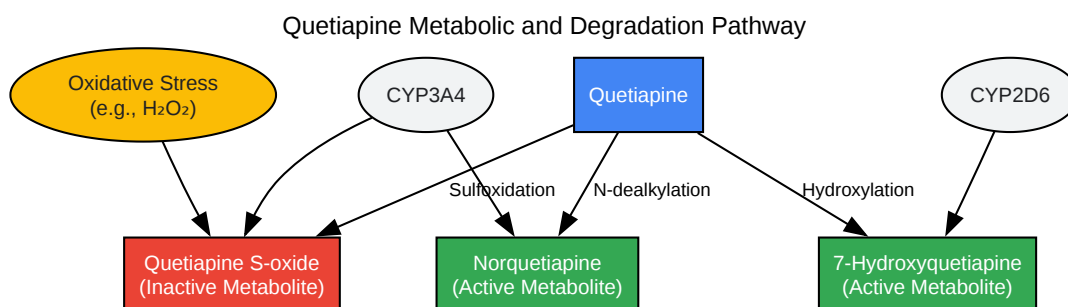 Quetiapine Metabolic and Degradation Pathway
Oxidative Stress
(e.g., H₂O₂)
CYP3A4
Quetiapine
CYP2D6
Sulfoxidation
N-dealkylation
Hydroxylation
Quetiapine S-oxide
(Inactive Metabolite)
Norquetiapine
(Active Metabolite)
7-Hydroxyquetiapine
(Active Metabolite)